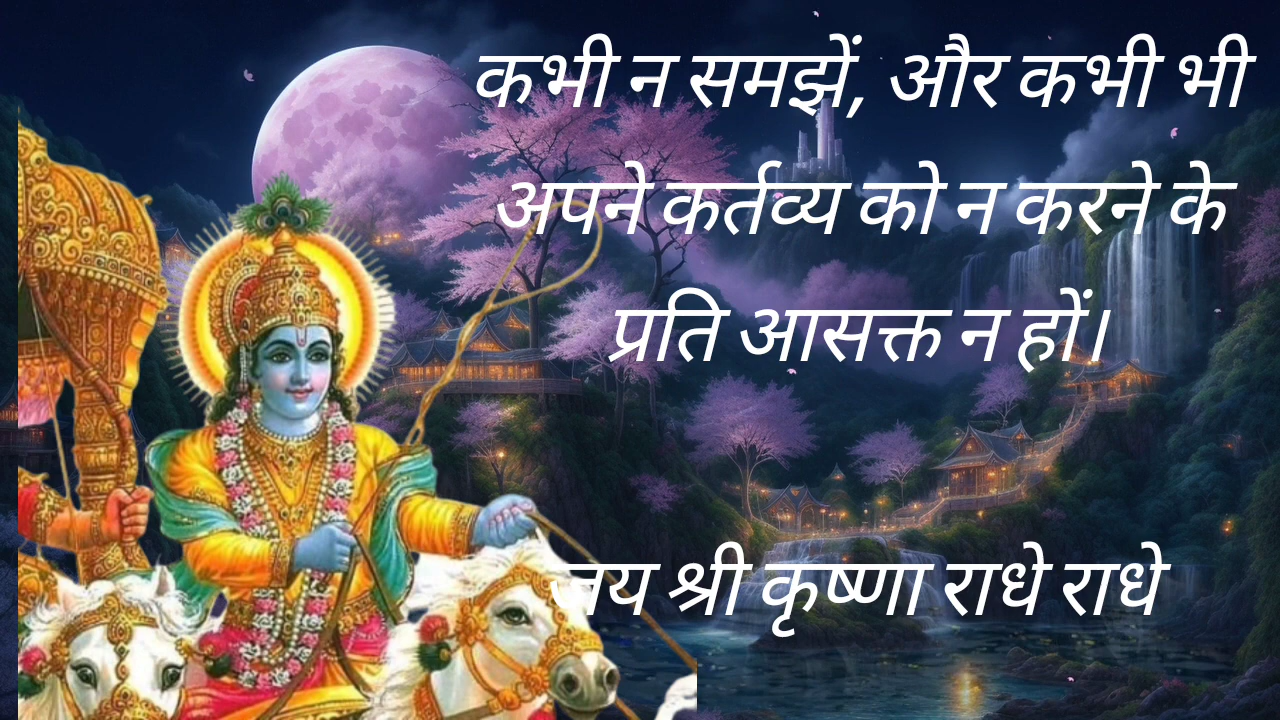 कभी न समझें, और कभी भी
अपने कर्तव्य को न करने के
प्रति आसक्त न हों।
जय श्री कृष्णा राधे राधे